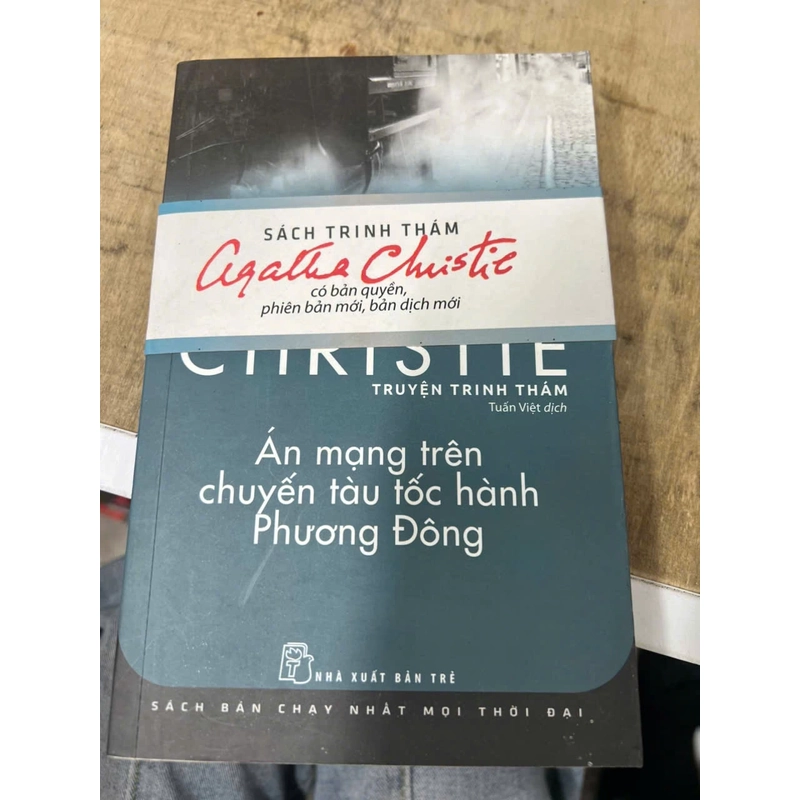 SÁCH TRINH THÁM
Agatha Christie
có bản quyền,
phiên bản mới, bản dịch mới
CHRISTIE
TRUYỆN TRINH THÁM
Tuấn Việt dịch
Án mạng trên
chuyến tàu tốc hành
Phương Đông
NHÀ XUẤT BẢN TRẺ
SÁCH BÁN CHẠY NHẤT MỌI THỜI ĐẠI